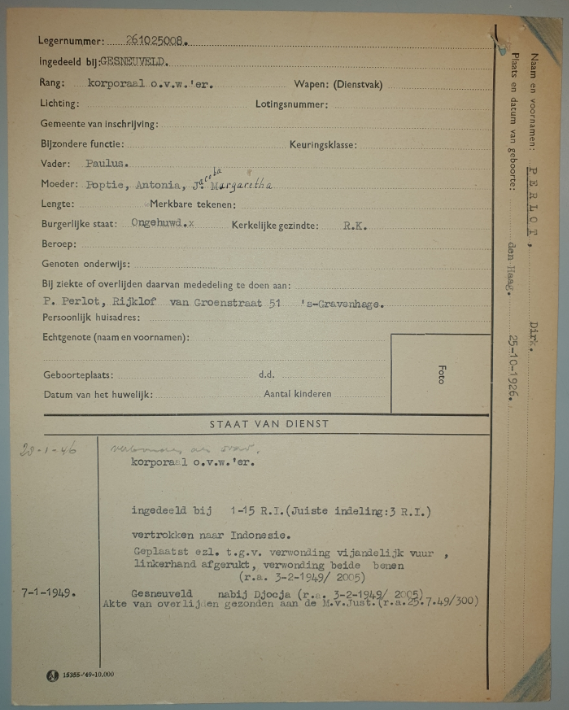 Legernummer: 261025008.
ingedeeld bij: GESNEUVELD.
Rang: korporaal o.v.w.'er. Wapen: (Dienstvak)
Lichting: Lotingsnummer:
Gemeente van inschrijving:
Bijzondere functie: Keuringsklasse:
Vader: Paulus.
Moeder: Poptie, Antonia, Jacoba Margaretha
Lengte: Merkbare tekenen:
Burgerlijke staat: Ongehuwd.x Kerkelijke gezindte: R.K.
Beroep:
Genoten onderwijs:
Bij ziekte of overlijden daarvan mededeling te doen aan:
P. Perlot, Rijklof van Groenstraat 51 's-Gravenhage.
Persoonlijk huisadres:
Echtgenote (naam en voornamen):
Geboorteplaats: d.d.
Datum van het huwelijk: Aantal kinderen
Foto
Naam en voornamen: PERLOT, Dirk.
Plaats en datum van geboorte: den Haag. 25-10-1926.
STAAT VAN DIENST
korporaal o.v.w.'er.
ingedeeld bij 1-15 R.I.(Juiste indeling:3 R.I.)
vertrokken naar Indonesie.
Geplaatst ezl. t.g.v. verwonding vijandelijk vuur ,
linkerhand afgerukt, verwonding beide benen
(r.a. 3-2-1949/ 2005)
7-1-1949. Gesneuveld nabij Djocja (r.a. 3-2-1949/ 2005)
Akte van overlijden gezonden aan de M.v.Just.(r.a.25.7.49/300)
15355-'49-10.000